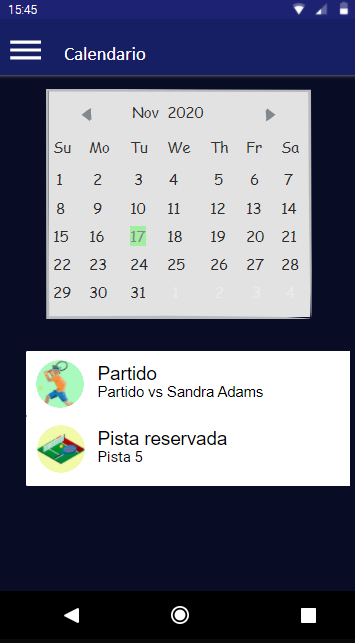 15:45
Calendario
Nov 2020
Su Mo Tu We Th Fr Sa
1 2 3 4 5 6 7
8 9 10 11 12 13 14
15 16 17 18 19 20 21
22 23 24 25 26 27 28
29 30 31 1 2 3 4
Partido
Partido vs Sandra Adams
Pista reservada
Pista 5